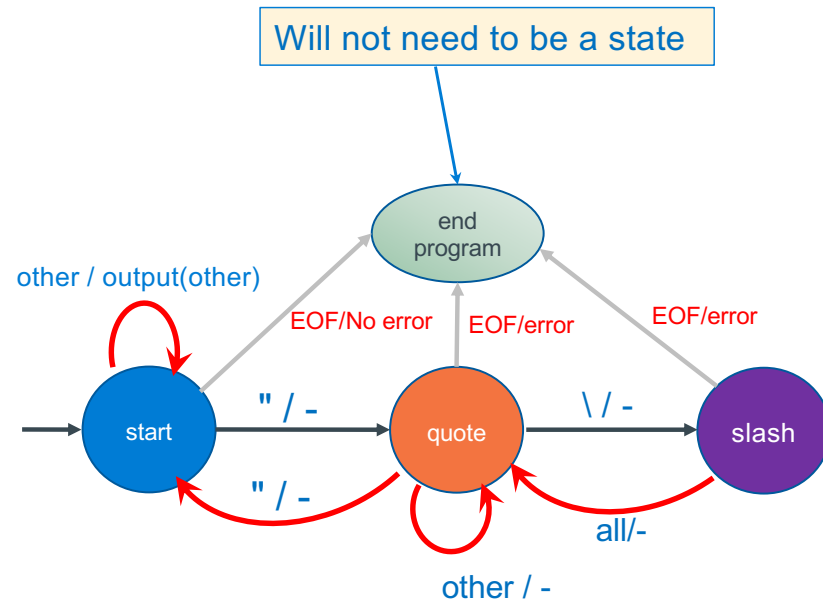 Will not need to be a state
end
program
other / output(other)
EOF/No error
EOF/error
EOF/error
" / -
\ / -
start
quote
slash
" / -
all/-
other / -